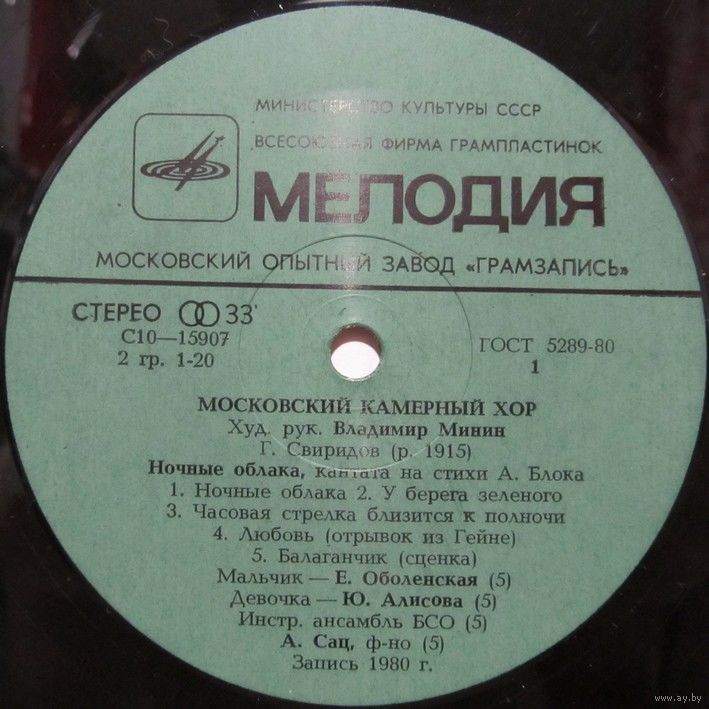 МИНИСТЕРСТВО КУЛЬТУРЫ СССР
ВСЕСОЮЗНАЯ ФИРМА ГРАМПЛАСТИНОК
МЕЛОДИЯ
МОСКОВСКИЙ ОПЫТНЫЙ ЗАВОД «ГРАМЗАПИСЬ»
СТЕРЕО 33'
С10—15907
2 гр. 1-20
ГОСТ 5289-80
1
МОСКОВСКИЙ КАМЕРНЫЙ ХОР
Худ. рук. Владимир Минин
Г. Свиридов (р. 1915)
Ночные облака, кантата на стихи А. Блока
1. Ночные облака 2. У берега зеленого
3. Часовая стрелка близится к полночи
4. Любовь (отрывок из Гейне)
5. Балаганчик (сценка)
Мальчик — Е. Оболенская (5)
Девочка — Ю. Алисова (5)
Инстр. ансамбль БСО (5)
А. Сац, ф-но (5)
Запись 1980 г.
www.ay.by